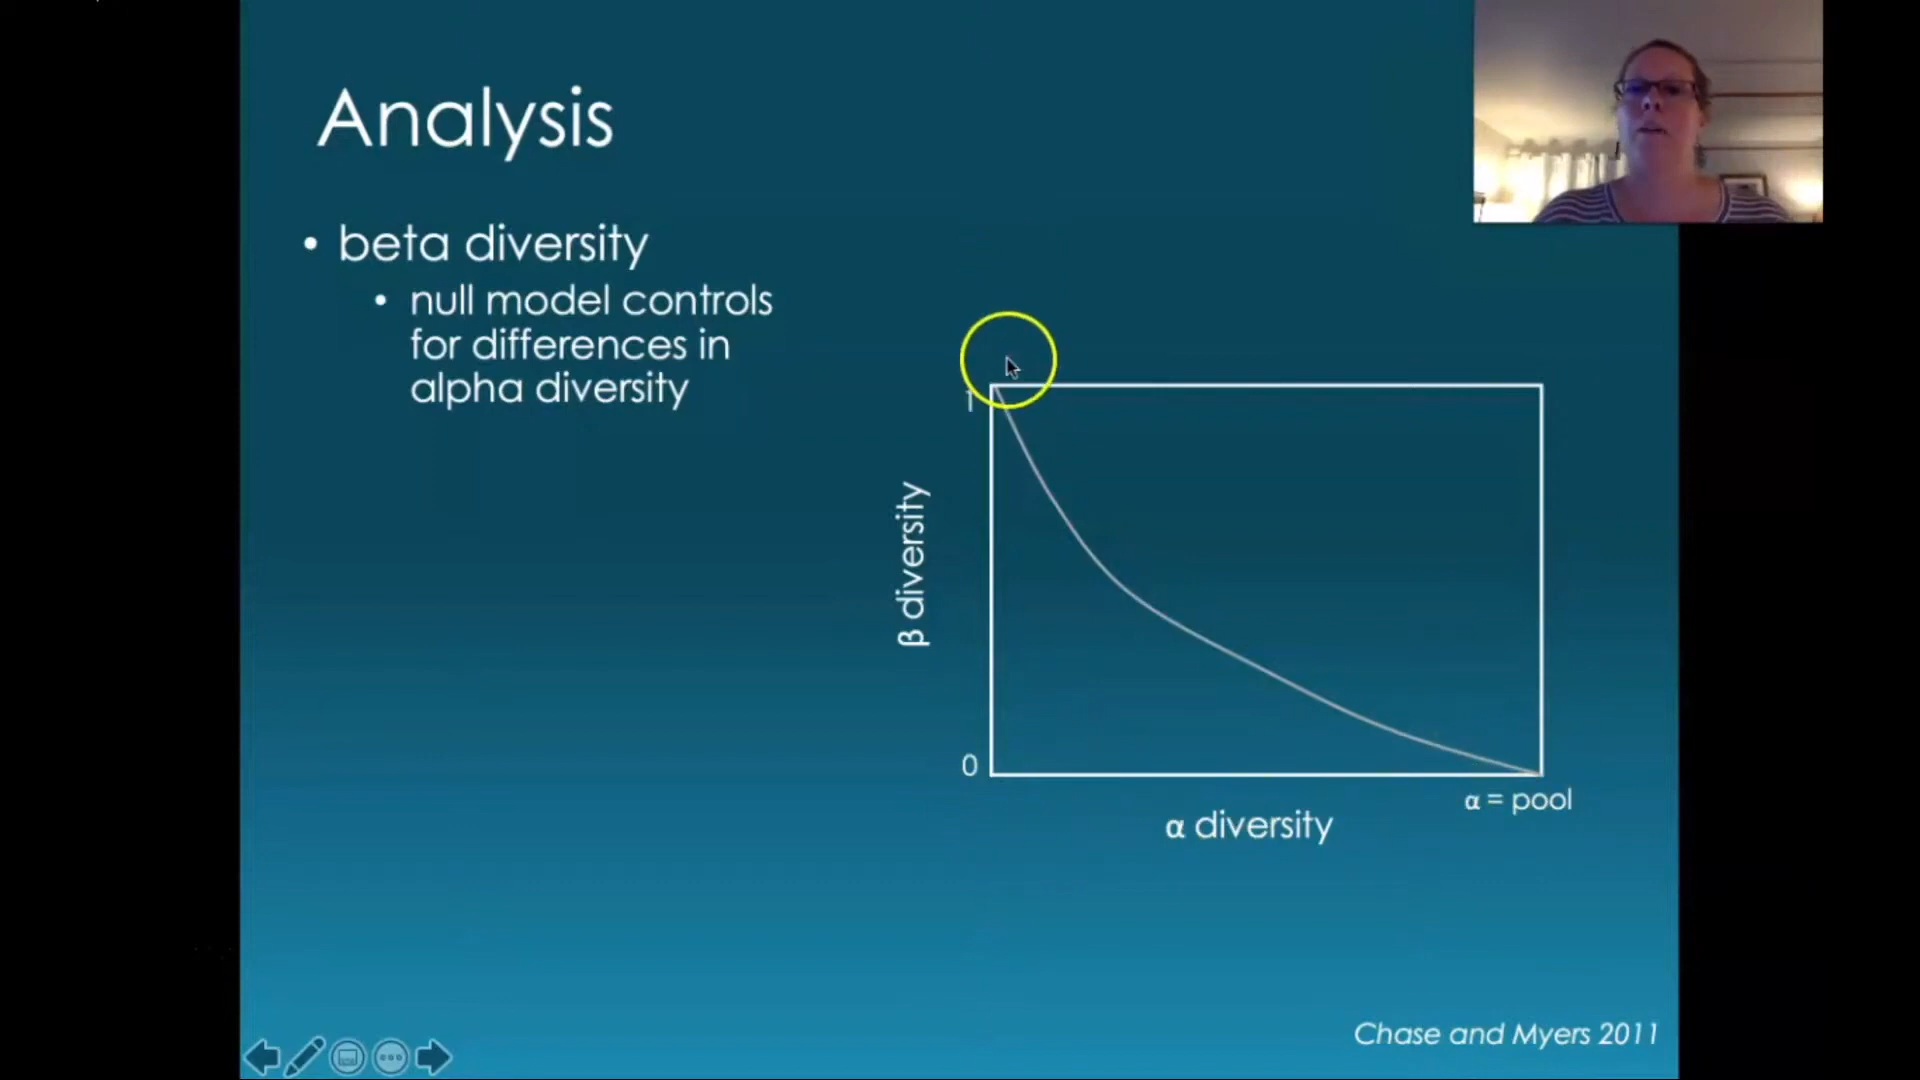 Analysis
• beta diversity
• null model controls
for differences in
alpha diversity
1
β diversity
0
α = pool
α diversity
Chase and Myers 2011